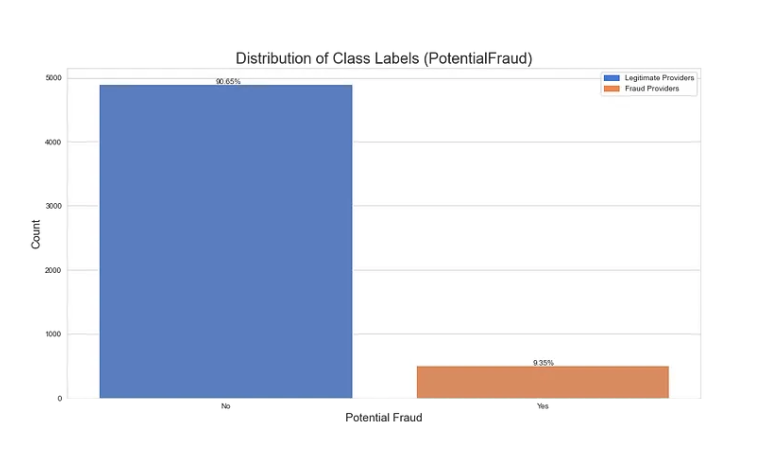 Distribution of Class Labels (PotentialFraud)
Legitimate Providers
Fraud Providers
90.65%
9.35%
5000
4000
3000
2000
1000
0
Count
No
Yes
Potential Fraud